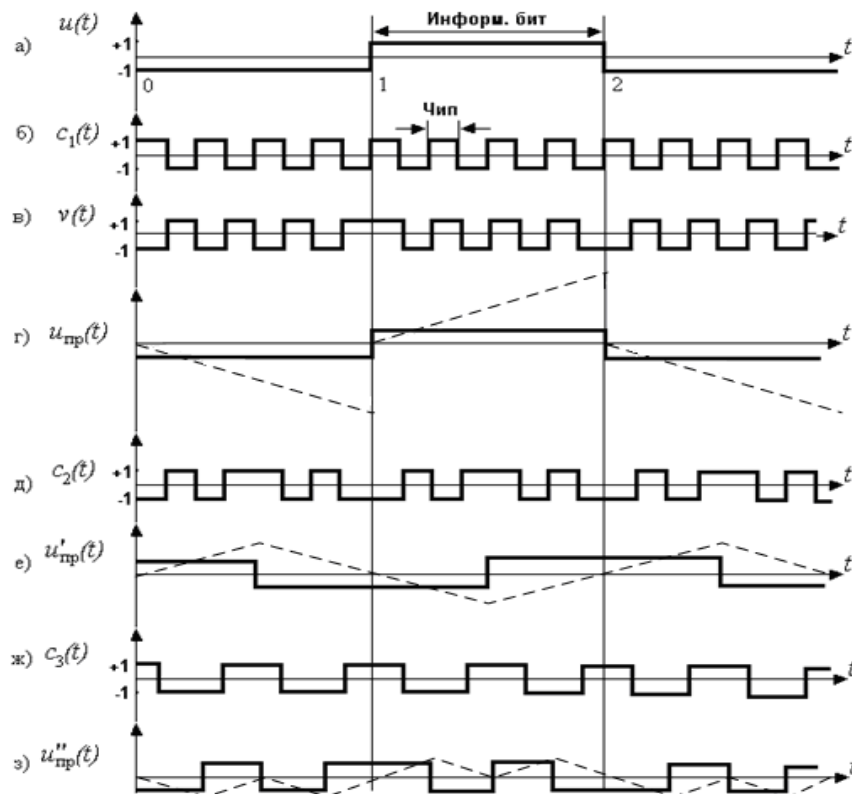 u(t)
Информ. бит
а)
+1
-1
t
0
1
2
Чип
б)
c₁(t)
+1
-1
t
в)
v(t)
+1
-1
t
г)
uпр(t)
t
д)
c₂(t)
+1
-1
t
е)
u'пр(t)
t
ж)
c₃(t)
+1
-1
t
з)
u''пр(t)
t